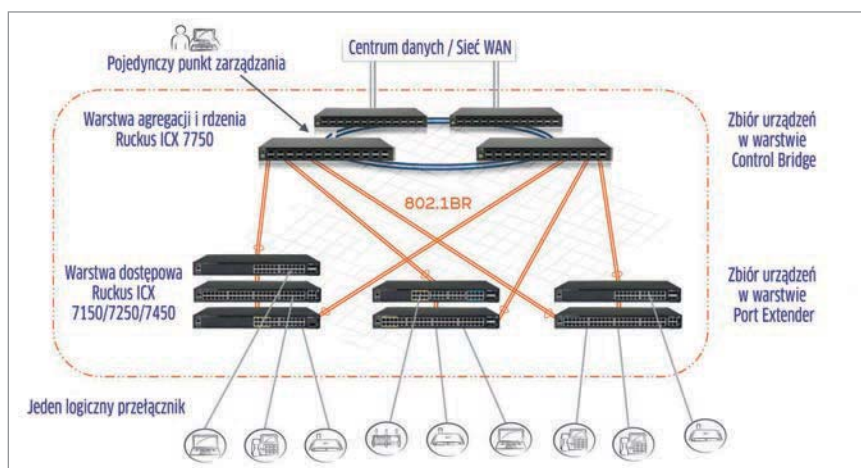 Centrum danych / Sieć WAN
Pojedynczy punkt zarządzania
Warstwa agregacji i rdzenia
Ruckus ICX 7750
Zbiór urządzeń
w warstwie
Control Bridge
802.1BR
Warstwa dostępowa
Ruckus ICX
7150/7250/7450
Zbiór urządzeń
w warstwie
Port Extender
Jeden logiczny przełącznik